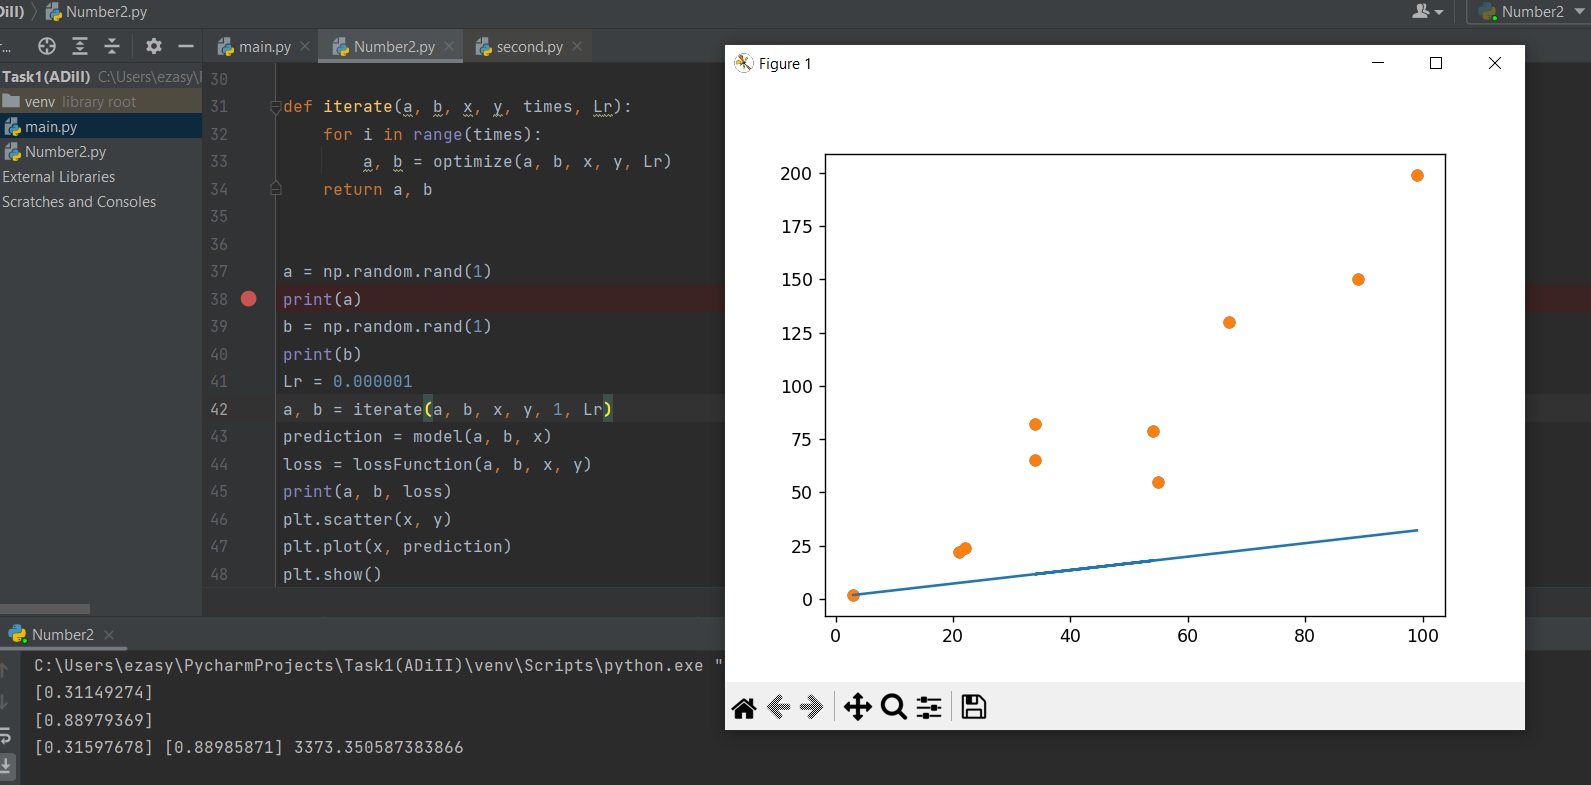 Dill) Number2.py
Number2
... main.py Number2.py second.py
Task1(ADiII) C:\Users\ezasy\
venv library root
main.py
Number2.py
External Libraries
Scratches and Consoles
30
31 def iterate(a, b, x, y, times, Lr):
32 for i in range(times):
33 a, b = optimize(a, b, x, y, Lr)
34 return a, b
35
36
37 a = np.random.rand(1)
38 print(a)
39 b = np.random.rand(1)
40 print(b)
41 Lr = 0.000001
42 a, b = iterate(a, b, x, y, 1, Lr)
43 prediction = model(a, b, x)
44 loss = lossFunction(a, b, x, y)
45 print(a, b, loss)
46 plt.scatter(x, y)
47 plt.plot(x, prediction)
48 plt.show()
Figure 1
200
175
150
125
100
75
50
25
0
0 20 40 60 80 100
Number2
C:\Users\ezasy\PycharmProjects\Task1(ADiII)\venv\Scripts\python.exe "
[0.31149274]
[0.88979369]
[0.31597678] [0.88985871] 3373.350587383866